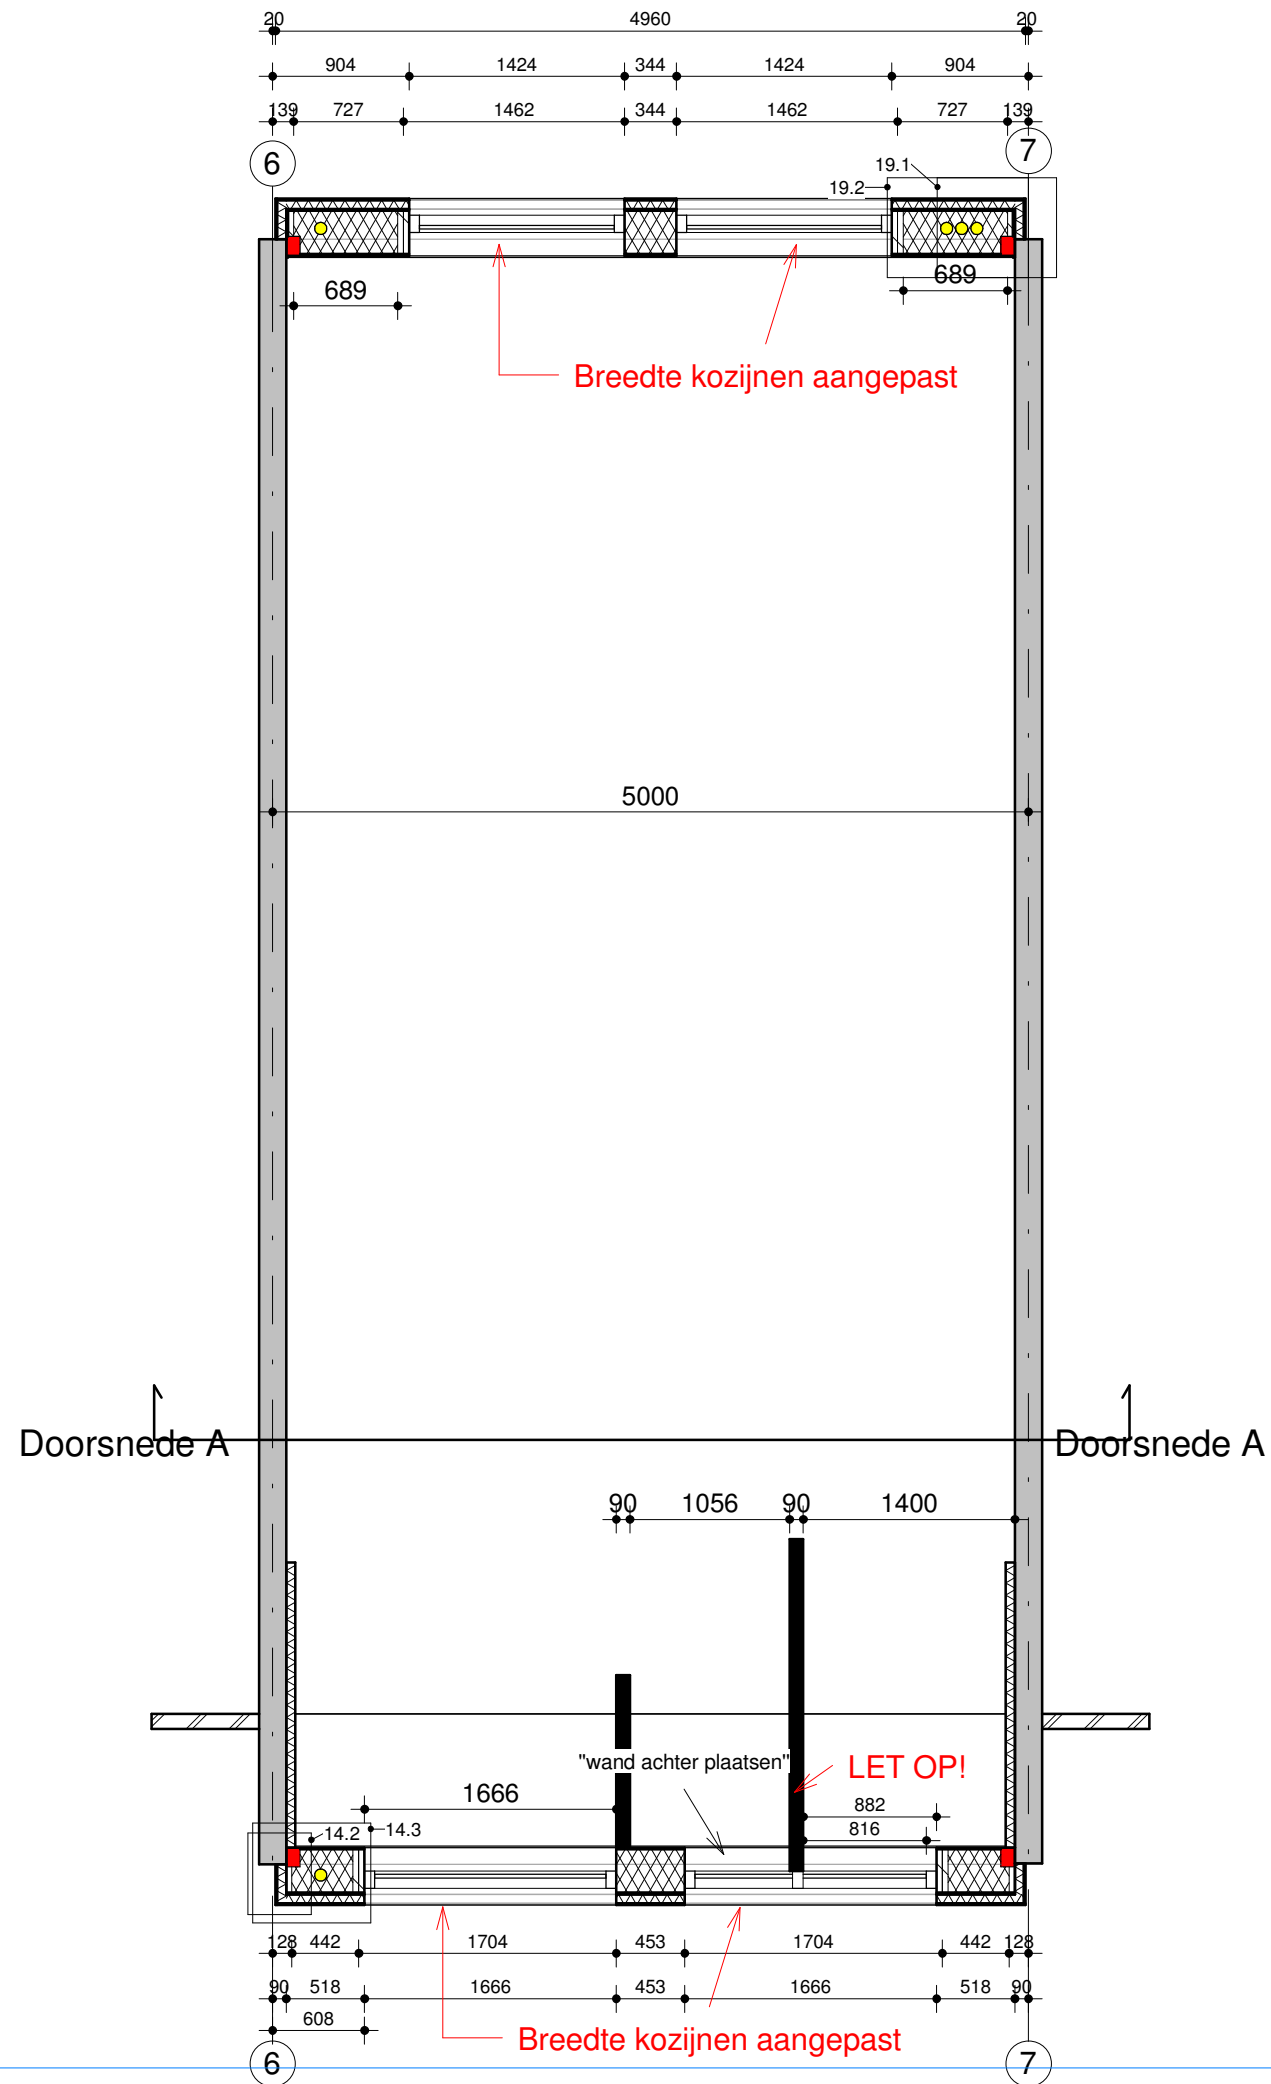 20 4960 20
904 1424 344 1424 904
139 727 1462 344 1462 727 139
6 7
19.1
19.2
689 689
Breedte kozijnen aangepast
5000
Doorsnede A Doorsnede A
90 1056 90 1400
"wand achter plaatsen"
LET OP!
1666 882
816
14.2 14.3
128 442 1704 453 1704 442 128
90 518 1666 453 1666 518 90
608
Breedte kozijnen aangepast
6 7